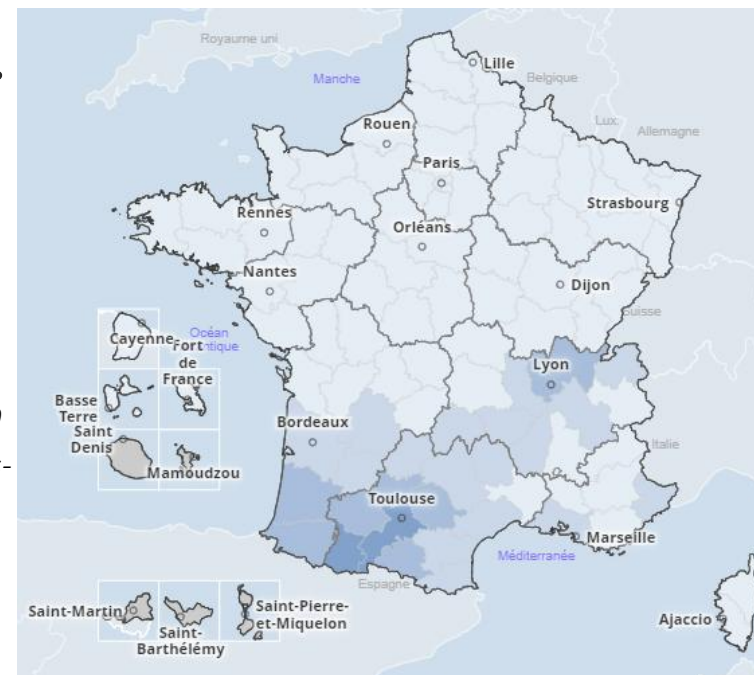 Royaume uni
Lille
Manche
Belgique
Lux.
Allemagne
Rouen
Paris
Strasbourg
Rennes
Orléans
Nantes
Dijon
Suisse
Océan
Cayenne
Fort
de
France
Lyon
Basse
Terre
Bordeaux
Saint
Denis
Italie
Mamoudzou
Toulouse
Marseille
Méditerranée
Espagne
Saint-Martin
Saint-
Barthélémy
Saint-Pierre-
et-Miquelon
Ajaccio